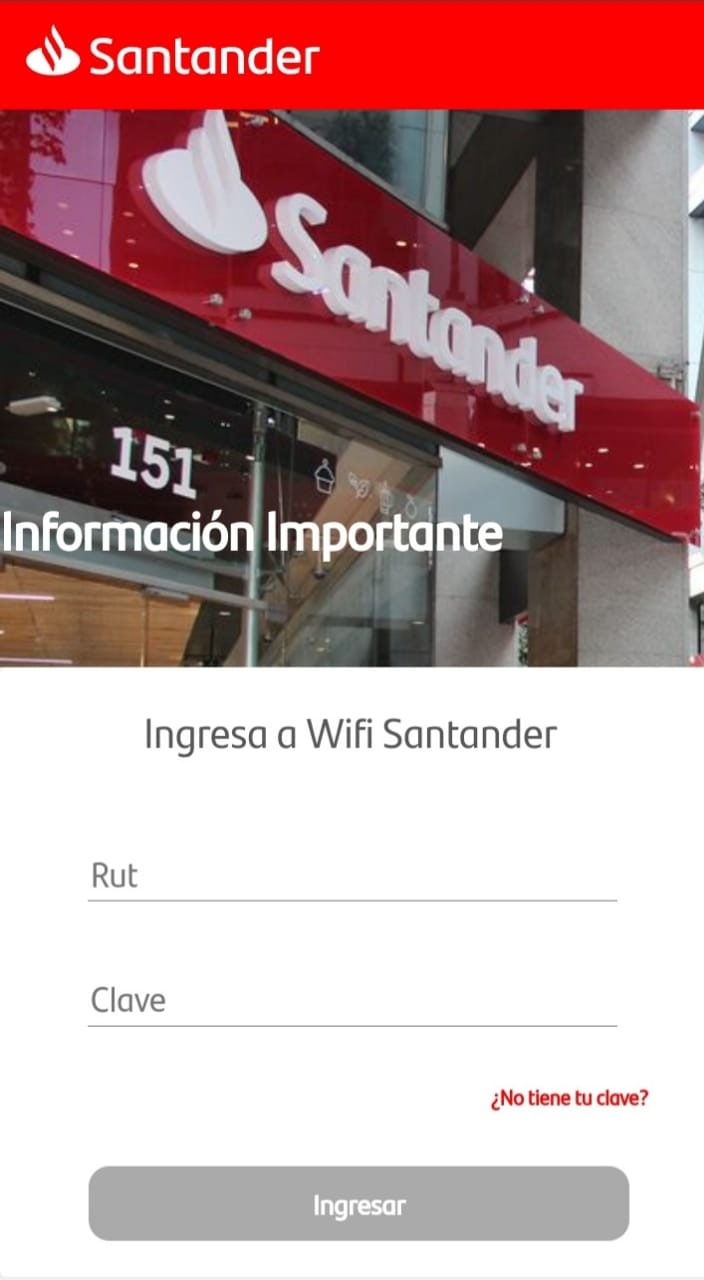 Santander
Santander
151
Información Importante
Ingresa a Wifi Santander
Rut
Clave
¿No tiene tu clave?
Ingresar